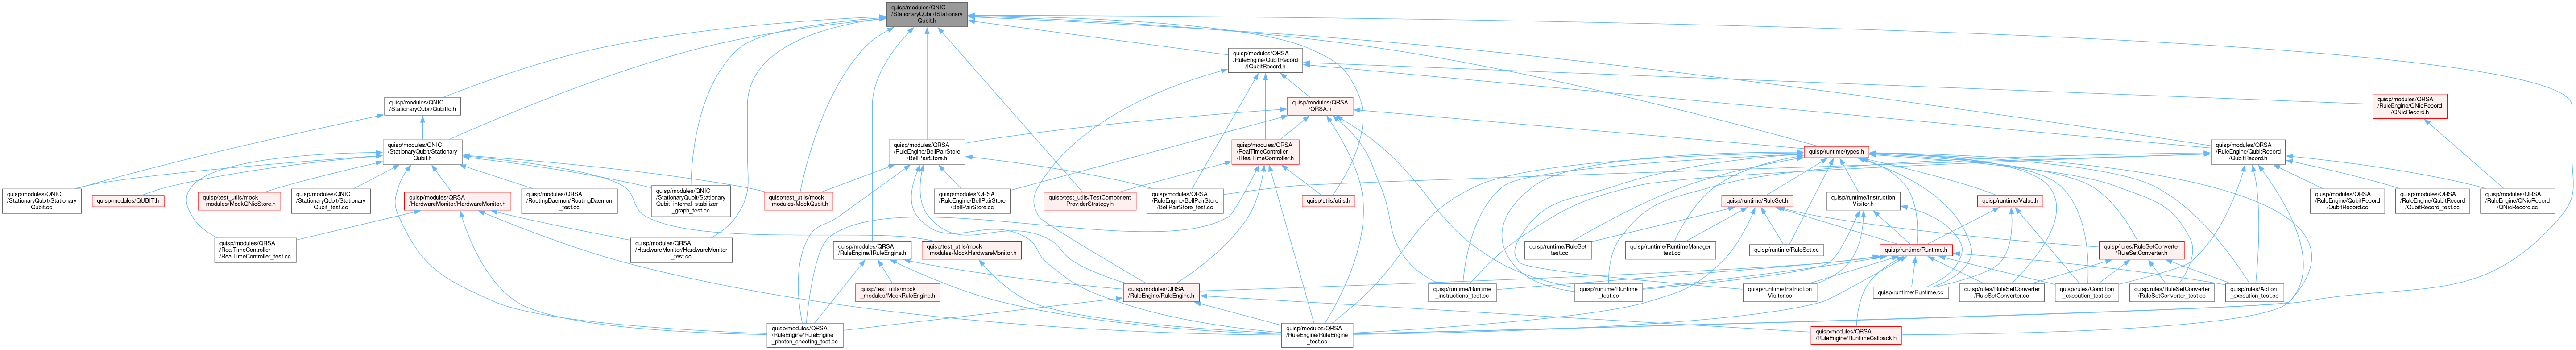 quisp/modules/QNIC
/StationaryQubit/IStationary
Qubit.h
quisp/modules/QRSA
/RuleEngine/QubitRecord
/IQubitRecord.h
quisp/modules/QNIC
/StationaryQubit/QubitId.h
quisp/modules/QRSA
/QRSA.h
quisp/modules/QRSA
/RuleEngine/QNicRecord
/QNicRecord.h
quisp/modules/QNIC
/StationaryQubit/Stationary
Qubit.h
quisp/modules/QRSA
/RuleEngine/BellPairStore
/BellPairStore.h
quisp/modules/QRSA
/RealTimeController
/IRealTimeController.h
quisp/runtime/types.h
quisp/modules/QRSA
/RuleEngine/QubitRecord
/QubitRecord.h
quisp/modules/QNIC
/StationaryQubit/Stationary
Qubit.cc
quisp/modules/QUBIT.h
quisp/test_utils/mock
_modules/MockQNicStore.h
quisp/modules/QNIC
/StationaryQubit/Stationary
Qubit_test.cc
quisp/modules/QRSA
/HardwareMonitor/HardwareMonitor.h
quisp/modules/QRSA
/RoutingDaemon/RoutingDaemon
_test.cc
quisp/modules/QNIC
/StationaryQubit/Stationary
Qubit_internal_stabilizer
_graph_test.cc
quisp/test_utils/mock
_modules/MockQubit.h
quisp/modules/QRSA
/RuleEngine/BellPairStore
/BellPairStore.cc
quisp/test_utils/TestComponent
ProviderStrategy.h
quisp/modules/QRSA
/RuleEngine/BellPairStore
/BellPairStore_test.cc
quisp/utils/utils.h
quisp/runtime/RuleSet.h
quisp/runtime/Instruction
Visitor.h
quisp/runtime/Value.h
quisp/modules/QRSA
/RuleEngine/QubitRecord
/QubitRecord.cc
quisp/modules/QRSA
/RuleEngine/QubitRecord
/QubitRecord_test.cc
quisp/modules/QRSA
/RuleEngine/QNicRecord
/QNicRecord.cc
quisp/modules/QRSA
/RealTimeController
/RealTimeController_test.cc
quisp/modules/QRSA
/HardwareMonitor/HardwareMonitor
_test.cc
quisp/modules/QRSA
/RuleEngine/IRuleEngine.h
quisp/test_utils/mock
_modules/MockHardwareMonitor.h
quisp/runtime/RuleSet
_test.cc
quisp/runtime/RuntimeManager
_test.cc
quisp/runtime/RuleSet.cc
quisp/runtime/Runtime.h
quisp/rules/RuleSetConverter
/RuleSetConverter.h
quisp/test_utils/mock
_modules/MockRuleEngine.h
quisp/modules/QRSA
/RuleEngine/RuleEngine.h
quisp/runtime/Runtime
_instructions_test.cc
quisp/runtime/Runtime
_test.cc
quisp/runtime/Instruction
Visitor.cc
quisp/runtime/Runtime.cc
quisp/rules/RuleSetConverter
/RuleSetConverter.cc
quisp/rules/Condition
_execution_test.cc
quisp/rules/RuleSetConverter
/RuleSetConverter_test.cc
quisp/rules/Action
_execution_test.cc
quisp/modules/QRSA
/RuleEngine/RuleEngine
_photon_shooting_test.cc
quisp/modules/QRSA
/RuleEngine/RuleEngine
_test.cc
quisp/modules/QRSA
/RuleEngine/RuntimeCallback.h